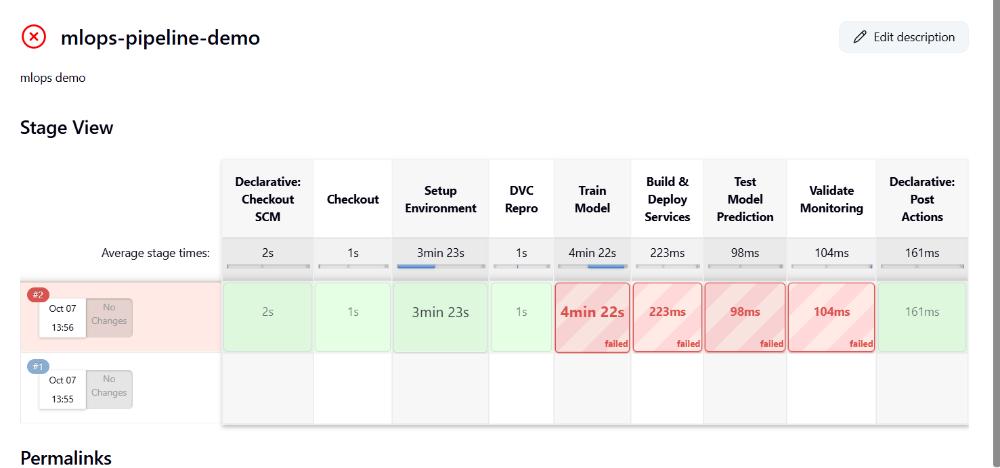 mlops-pipeline-demo
Edit description
mlops demo
Stage View
Declarative:
Checkout
SCM
Checkout
Setup
Environment
DVC
Repro
Train
Model
Build &
Deploy
Services
Test
Model
Prediction
Validate
Monitoring
Declarative:
Post
Actions
Average stage times:
2s
1s
3min 23s
1s
4min 22s
223ms
98ms
104ms
161ms
#2
Oct 07
13:56
No
Changes
2s
1s
3min 23s
1s
4min 22s
failed
223ms
failed
98ms
failed
104ms
failed
161ms
#1
Oct 07
13:55
No
Changes
Permalinks